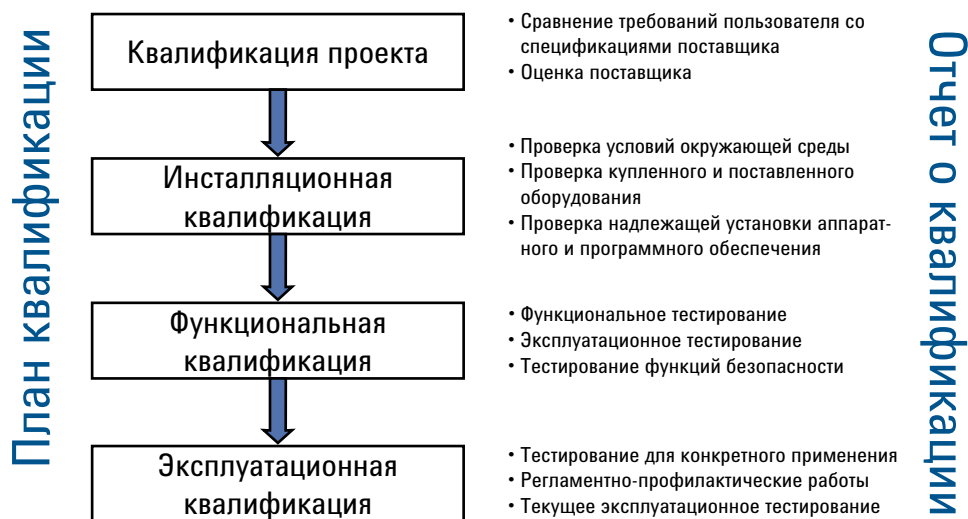 План квалификации
Квалификация проекта
• Сравнение требований пользователя со
спецификациями поставщика
• Оценка поставщика
Инсталляционная
квалификация
• Проверка условий окружающей среды
• Проверка купленного и поставленного
оборудования
• Проверка надлежащей установки аппарат-
ного и программного обеспечения
Функциональная
квалификация
• Функциональное тестирование
• Эксплуатационное тестирование
• Тестирование функций безопасности
Эксплуатационная
квалификация
• Тестирование для конкретного применения
• Регламентно-профилактические работы
• Текущее эксплуатационное тестирование
Отчет о квалификации